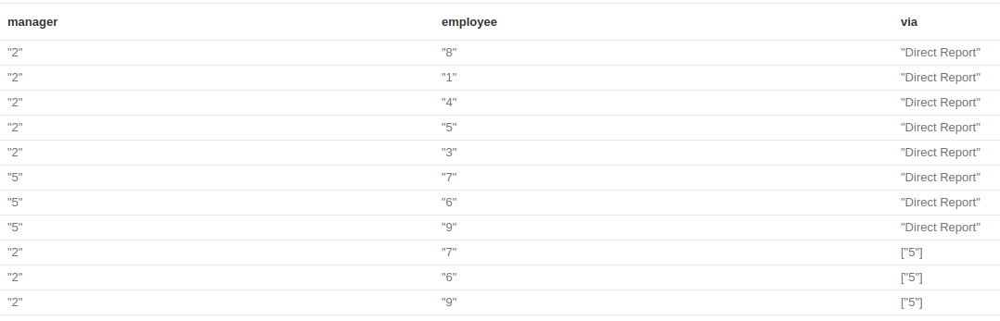 manager employee via
"2" "8" "Direct Report"
"2" "1" "Direct Report"
"2" "4" "Direct Report"
"2" "5" "Direct Report"
"2" "3" "Direct Report"
"5" "7" "Direct Report"
"5" "6" "Direct Report"
"5" "9" "Direct Report"
"2" "7" ["5"]
"2" "6" ["5"]
"2" "9" ["5"]